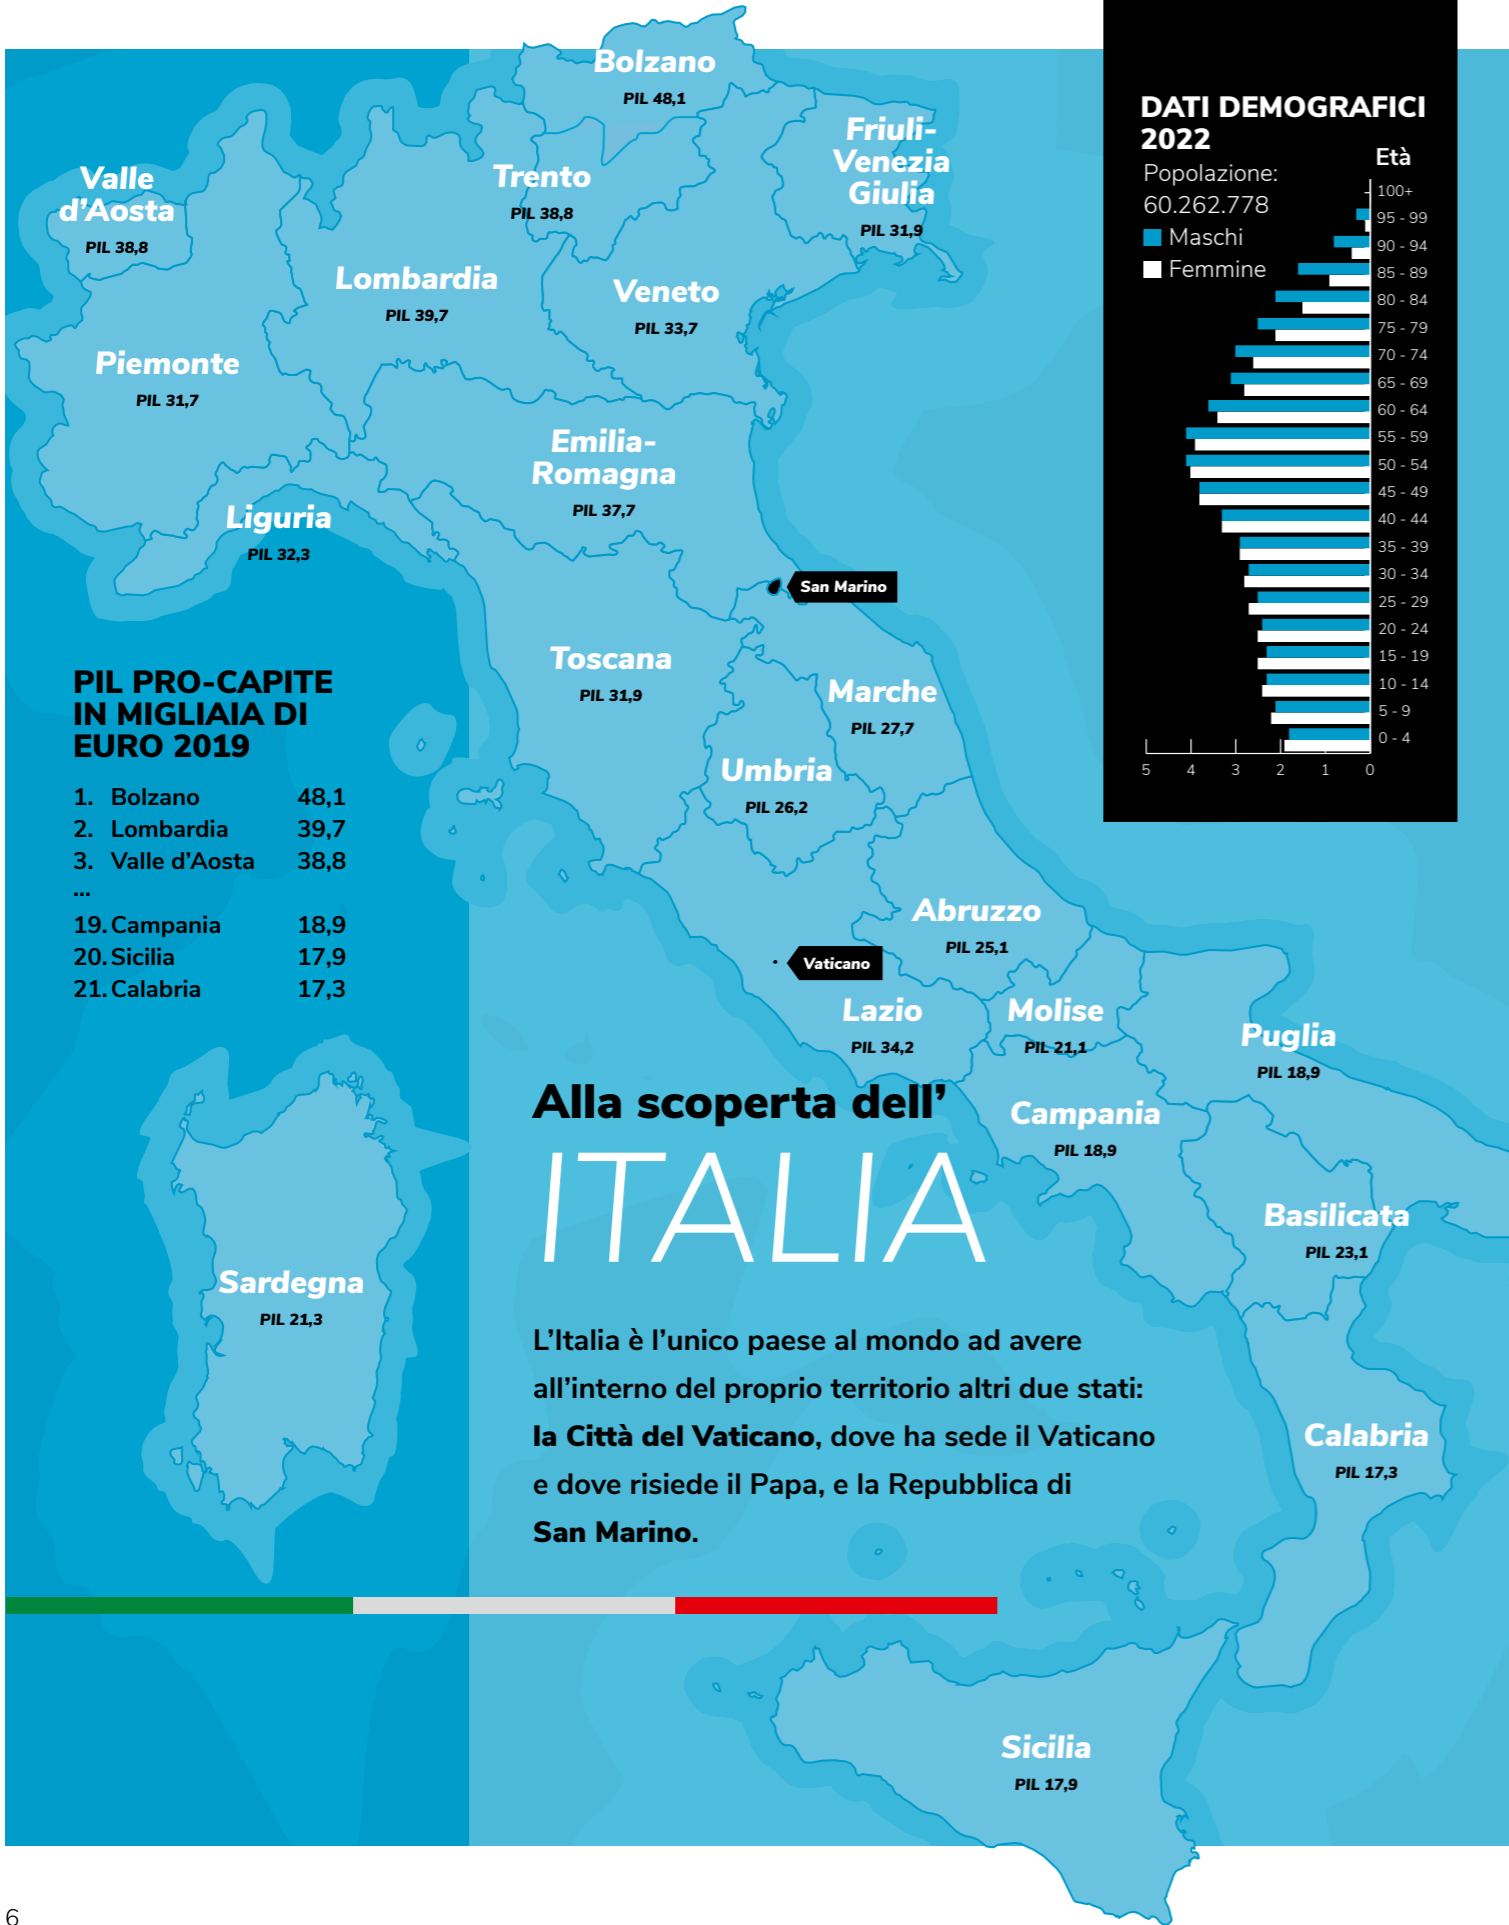 Bolzano
PIL 48,1
Friuli-
Venezia
Giulia
PIL 31,9
Valle
d’Aosta
PIL 38,8
Trento
PIL 38,8
Lombardia
PIL 39,7
Veneto
PIL 33,7
Piemonte
PIL 31,7
Emilia-
Romagna
PIL 37,7
Liguria
PIL 32,3
San Marino
Toscana
PIL 31,9
Marche
PIL 27,7
Umbria
PIL 26,2
Abruzzo
PIL 25,1
Vaticano
Lazio
PIL 34,2
Molise
PIL 21,1
Puglia
PIL 18,9
Campania
PIL 18,9
Basilicata
PIL 23,1
Sardegna
PIL 21,3
Calabria
PIL 17,3
Sicilia
PIL 17,9
DATI DEMOGRAFICI
2022
Popolazione:
60.262.778
Maschi
Femmine
Età
100+
95 - 99
90 - 94
85 - 89
80 - 84
75 - 79
70 - 74
65 - 69
60 - 64
55 - 59
50 - 54
45 - 49
40 - 44
35 - 39
30 - 34
25 - 29
20 - 24
15 - 19
10 - 14
5 - 9
0 - 4
5 4 3 2 1 0
PIL PRO-CAPITE
IN MIGLIAIA DI
EURO 2019
1. Bolzano 48,1
2. Lombardia 39,7
3. Valle d’Aosta 38,8
...
19. Campania 18,9
20. Sicilia 17,9
21. Calabria 17,3
Alla scoperta dell’
ITALIA
L’Italia è l’unico paese al mondo ad avere
all’interno del proprio territorio altri due stati:
la Città del Vaticano, dove ha sede il Vaticano
e dove risiede il Papa, e la Repubblica di
San Marino.
6